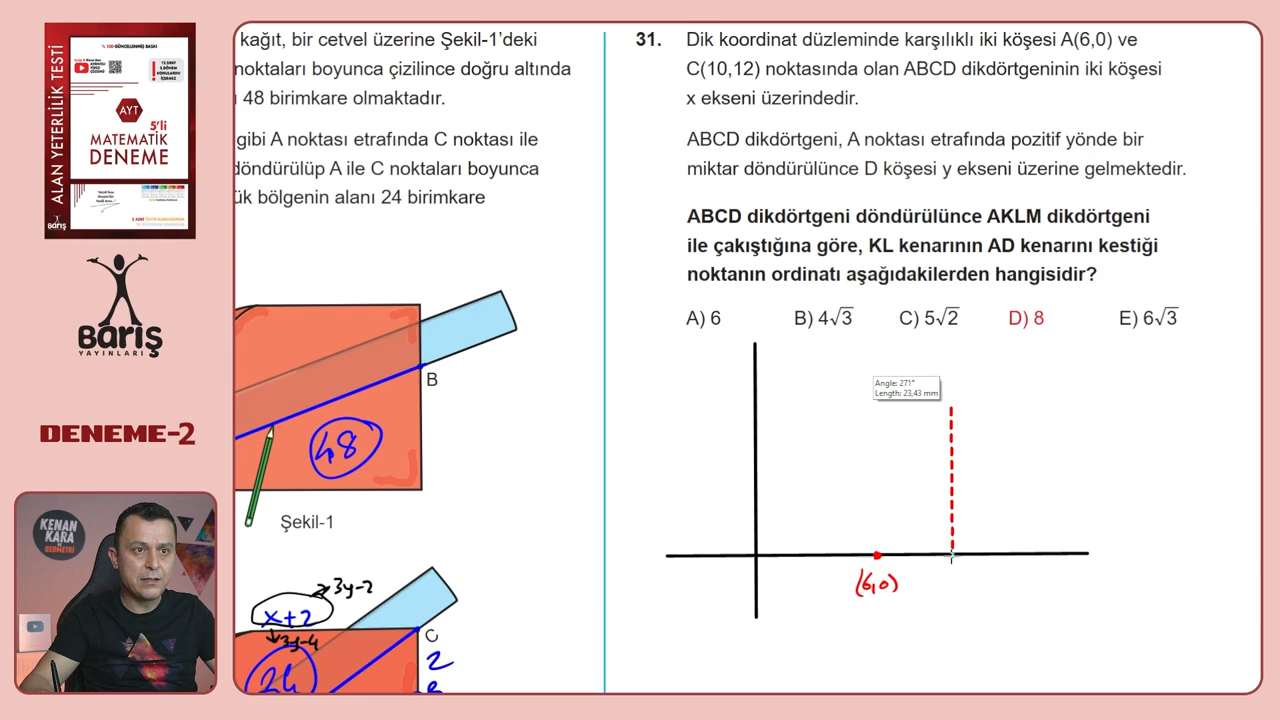 % 100 GÜNCELLENMİŞ BASKI
ALAN YETERLİLİK TESTİ
AYT
5'li
MATEMATİK
DENEME
BARIŞ
YAYINLARI
DENEME-2
KENAN
KARA
ile
GEOMETRİ
kağıt, bir cetvel üzerine Şekil-1'deki
noktaları boyunca çizilince doğru altında
48 birimkare olmaktadır.
gibi A noktası etrafında C noktası ile
döndürülüp A ile C noktaları boyunca
ük bölgenin alanı 24 birimkare
B
48
Şekil-1
3y-2
x+2
3y-4
C
2
24
31. Dik koordinat düzleminde karşılıklı iki köşesi A(6,0) ve
C(10,12) noktasında olan ABCD dikdörtgeninin iki köşesi
x ekseni üzerindedir.
ABCD dikdörtgeni, A noktası etrafında pozitif yönde bir
miktar döndürülünce D köşesi y ekseni üzerine gelmektedir.
ABCD dikdörtgeni döndürülünce AKLM dikdörtgeni
ile çakıştığına göre, KL kenarının AD kenarını kestiği
noktanın ordinatı aşağıdakilerden hangisidir?
A) 6 B) 4√3 C) 5√2 D) 8 E) 6√3
Angle: 271°
Length: 23,43 mm
(6,0)